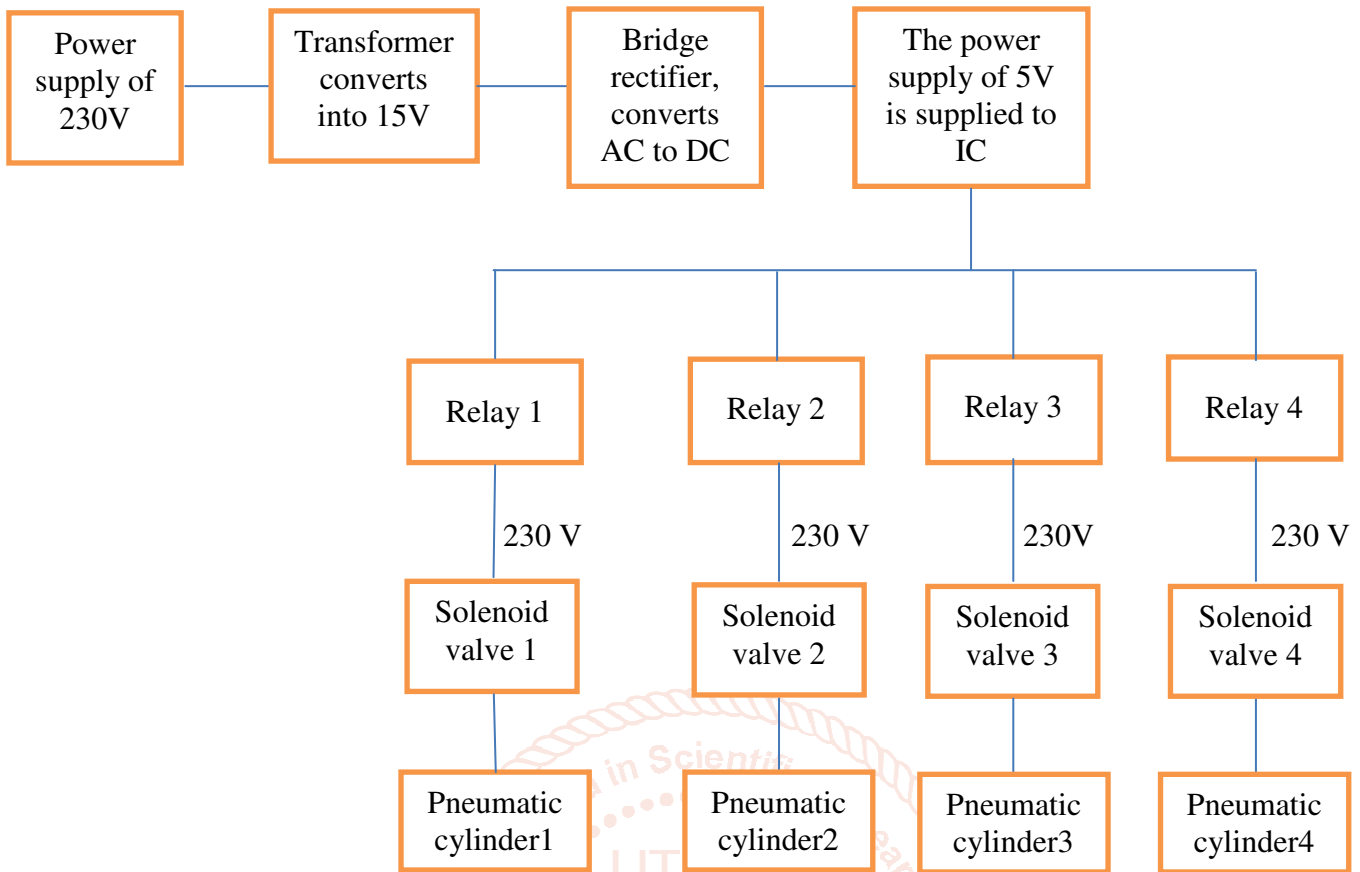 Power
supply of
230V
Transformer
converts
into 15V
Bridge
rectifier,
converts
AC to DC
The power
supply of 5V
is supplied to
IC
Relay 1
Relay 2
Relay 3
Relay 4
230 V
230 V
230V
230 V
Solenoid
valve 1
Solenoid
valve 2
Solenoid
valve 3
Solenoid
valve 4
in Scientifi
Pneumatic
cylinder1
Pneumatic
cylinder2
Pneumatic
cylinder3
Pneumatic
cylinder4